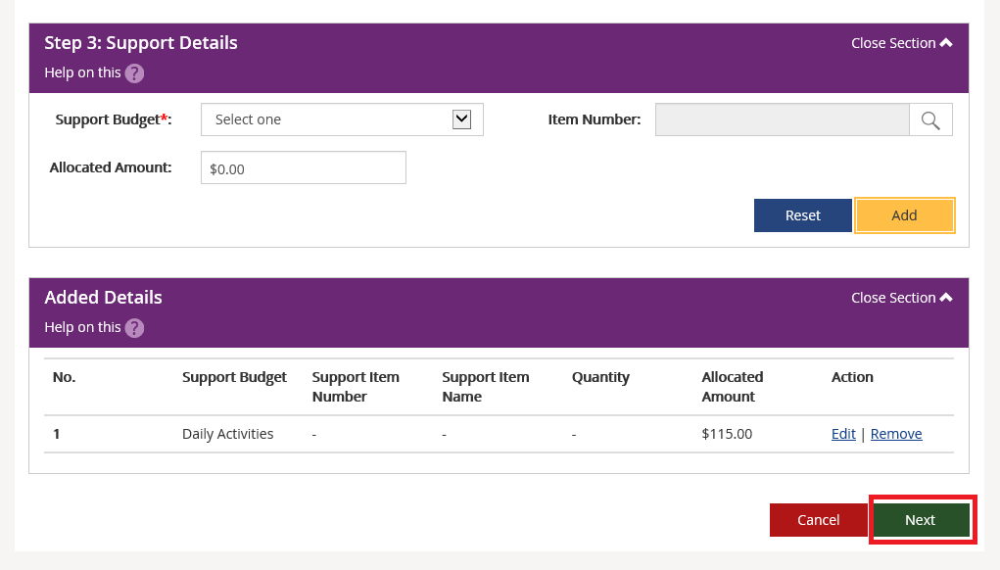 Step 3: Support Details
Close Section
Help on this ?
Support Budget*: Select one Item Number:
Allocated Amount: $0.00
Reset Add
Added Details
Close Section
Help on this ?
No. Support Budget Support Item Number Support Item Name Quantity Allocated Amount Action
1 Daily Activities - - - $115.00 Edit | Remove
Cancel Next